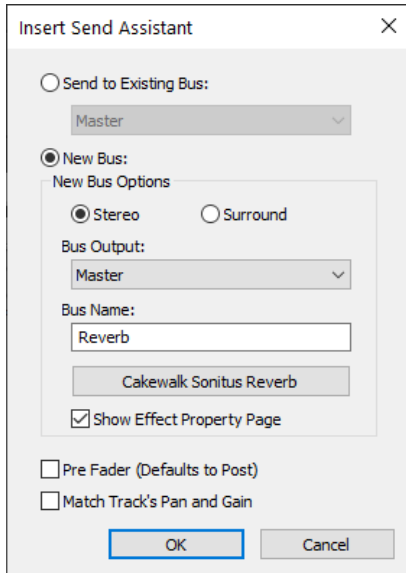 Insert Send Assistant
Send to Existing Bus:
Master
New Bus:
New Bus Options
Stereo
Surround
Bus Output:
Master
Bus Name:
Reverb
Cakewalk Sonitus Reverb
Show Effect Property Page
Pre Fader (Defaults to Post)
Match Track's Pan and Gain
OK
Cancel